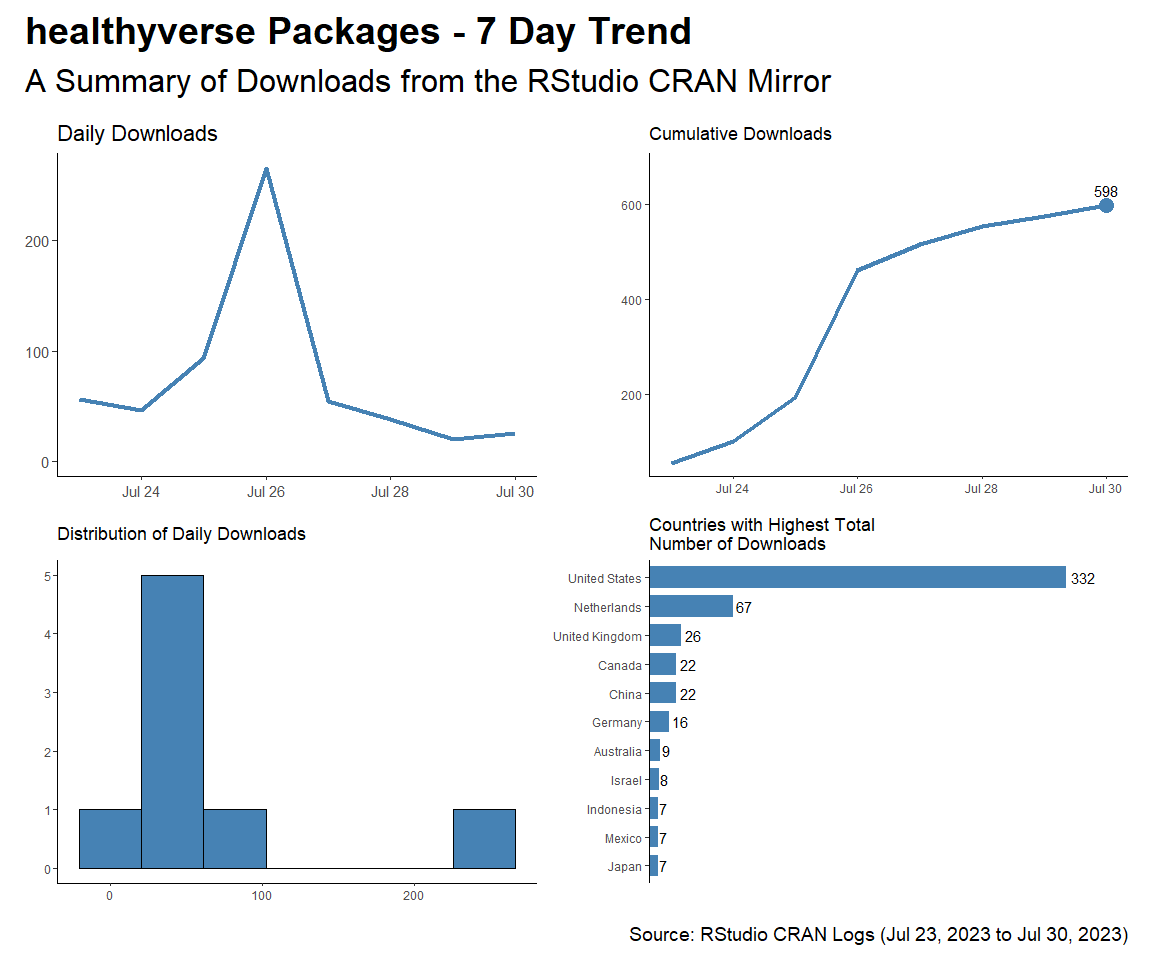 healthyverse Packages - 7 Day Trend
A Summary of Downloads from the RStudio CRAN Mirror
Daily Downloads
200
100
0
Jul 24
Jul 26
Jul 28
Jul 30
Cumulative Downloads
598
600
400
200
Jul 24
Jul 26
Jul 28
Jul 30
Distribution of Daily Downloads
5
4
3
2
1
0
0
100
200
Countries with Highest Total
Number of Downloads
United States 332
Netherlands 67
United Kingdom 26
Canada 22
China 22
Germany 16
Australia 9
Israel 8
Indonesia 7
Mexico 7
Japan 7
Source: RStudio CRAN Logs (Jul 23, 2023 to Jul 30, 2023)